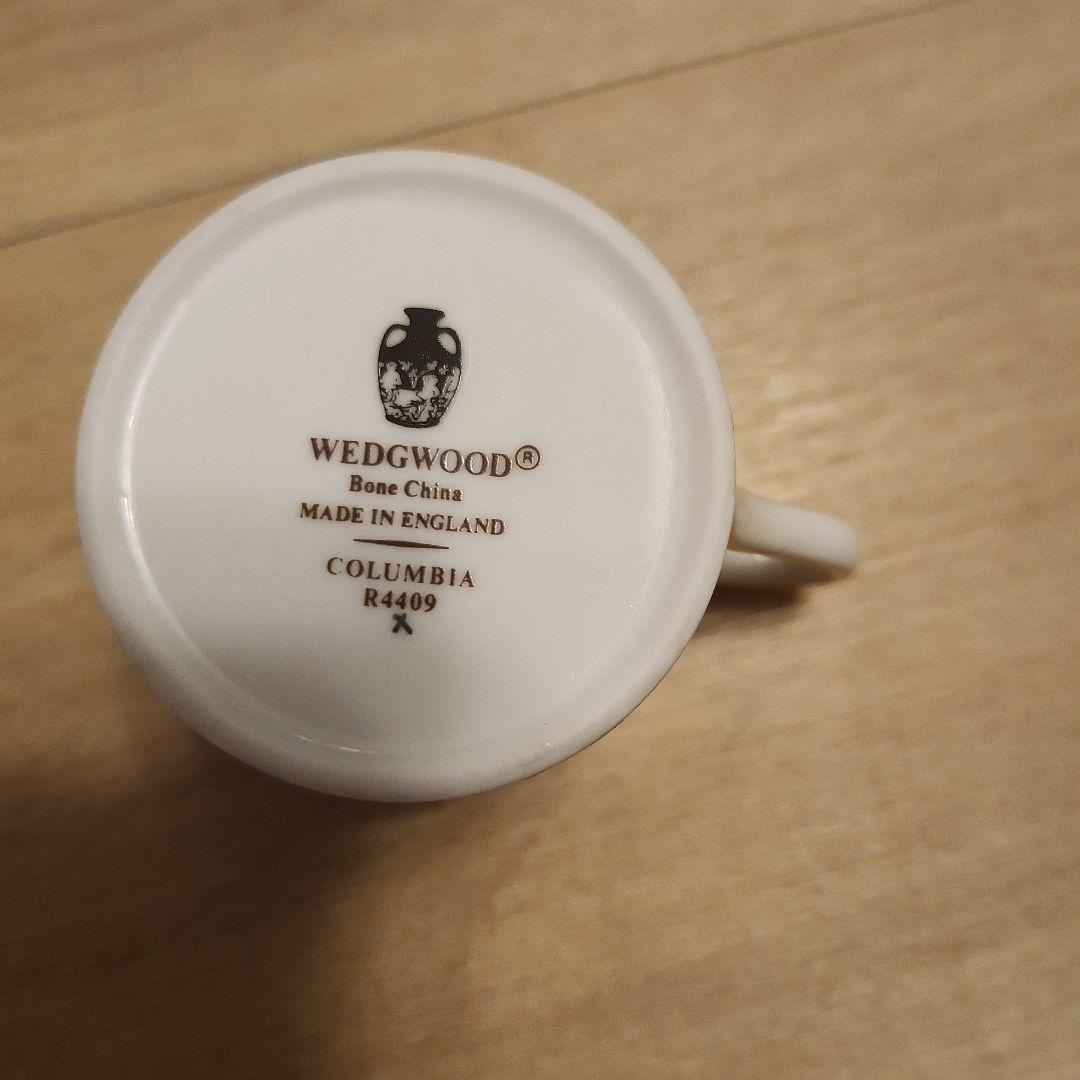 WEDGWOOD®
Bone China
MADE IN ENGLAND
COLUMBIA
R4409
X